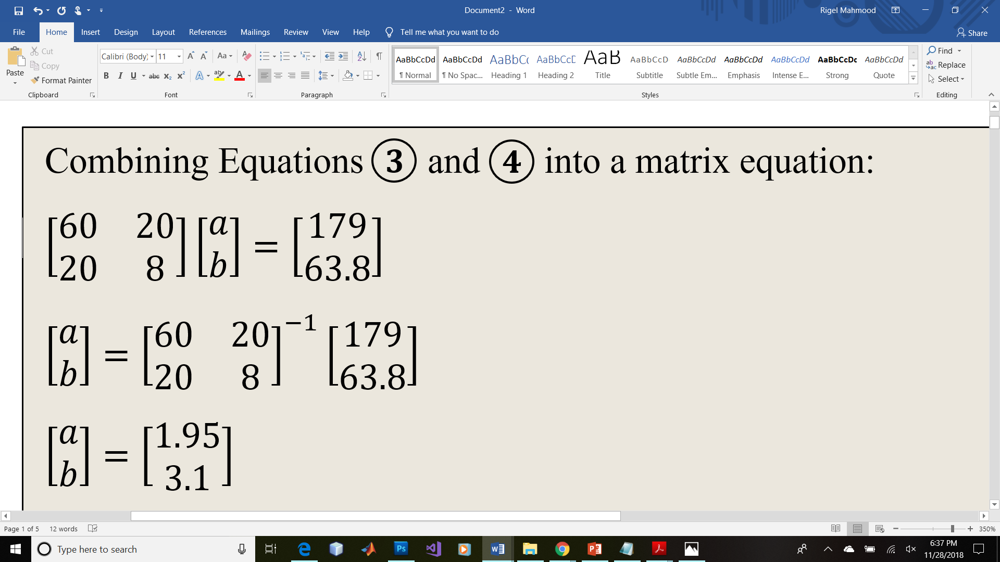 Document2 - Word
Rigel Mahmood
File Home Insert Design Layout References Mailings Review View Help Tell me what you want to do
Share
Paste
Cut
Copy
Format Painter
Clipboard
Calibri (Body) 11
A A Aa
B I U abc x₂ x² A A
Font
Paragraph
AaBbCcDd AaBbCcDd AaBbCc AaBbCcD AaB AaBbCcD AaBbCcDd AaBbCcDd AaBbCcDd AaBbCcDc AaBbCcDd
¶ Normal ¶ No Spac... Heading 1 Heading 2 Title Subtitle Subtle Em... Emphasis Intense E... Strong Quote
Styles
Find
Replace
Select
Editing
Combining Equations ③ and ④ into a matrix equation:
[60 20] [a] = [179]
[20 8] [b] [63.8]
[a] = [60 20]⁻¹ [179]
[b] [20 8] [63.8]
[a] = [1.95]
[b] [3.1]
Page 1 of 5 12 words
350%
Type here to search
6:37 PM
11/28/2018